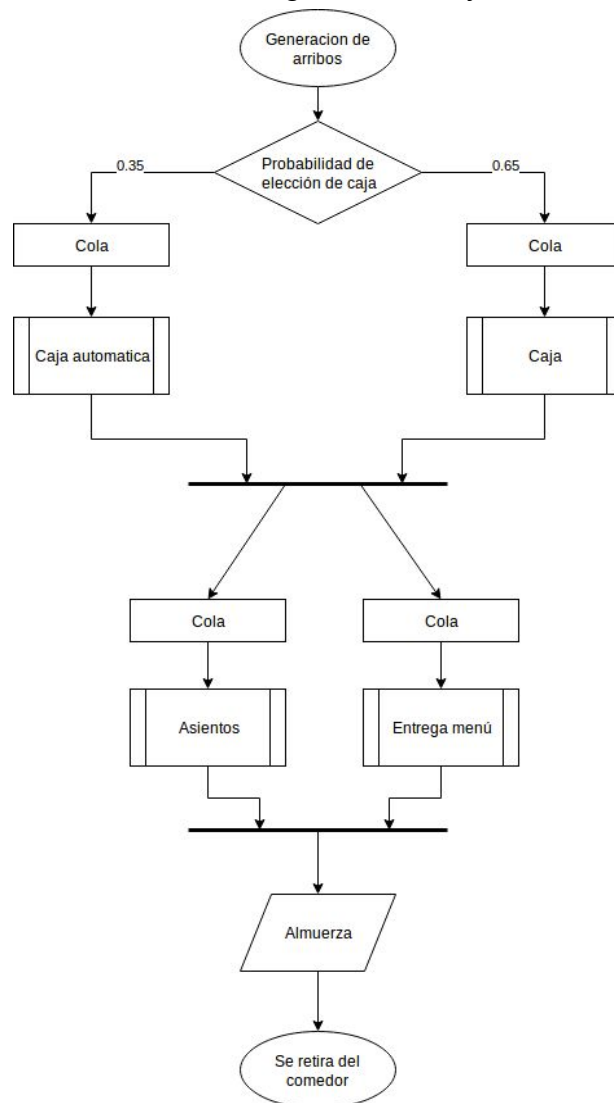 Generacion de
arribos
Probabilidad de
elección de caja
0.35
0.65
Cola
Cola
Caja automatica
Caja
Cola
Cola
Asientos
Entrega menú
Almuerza
Se retira del
comedor